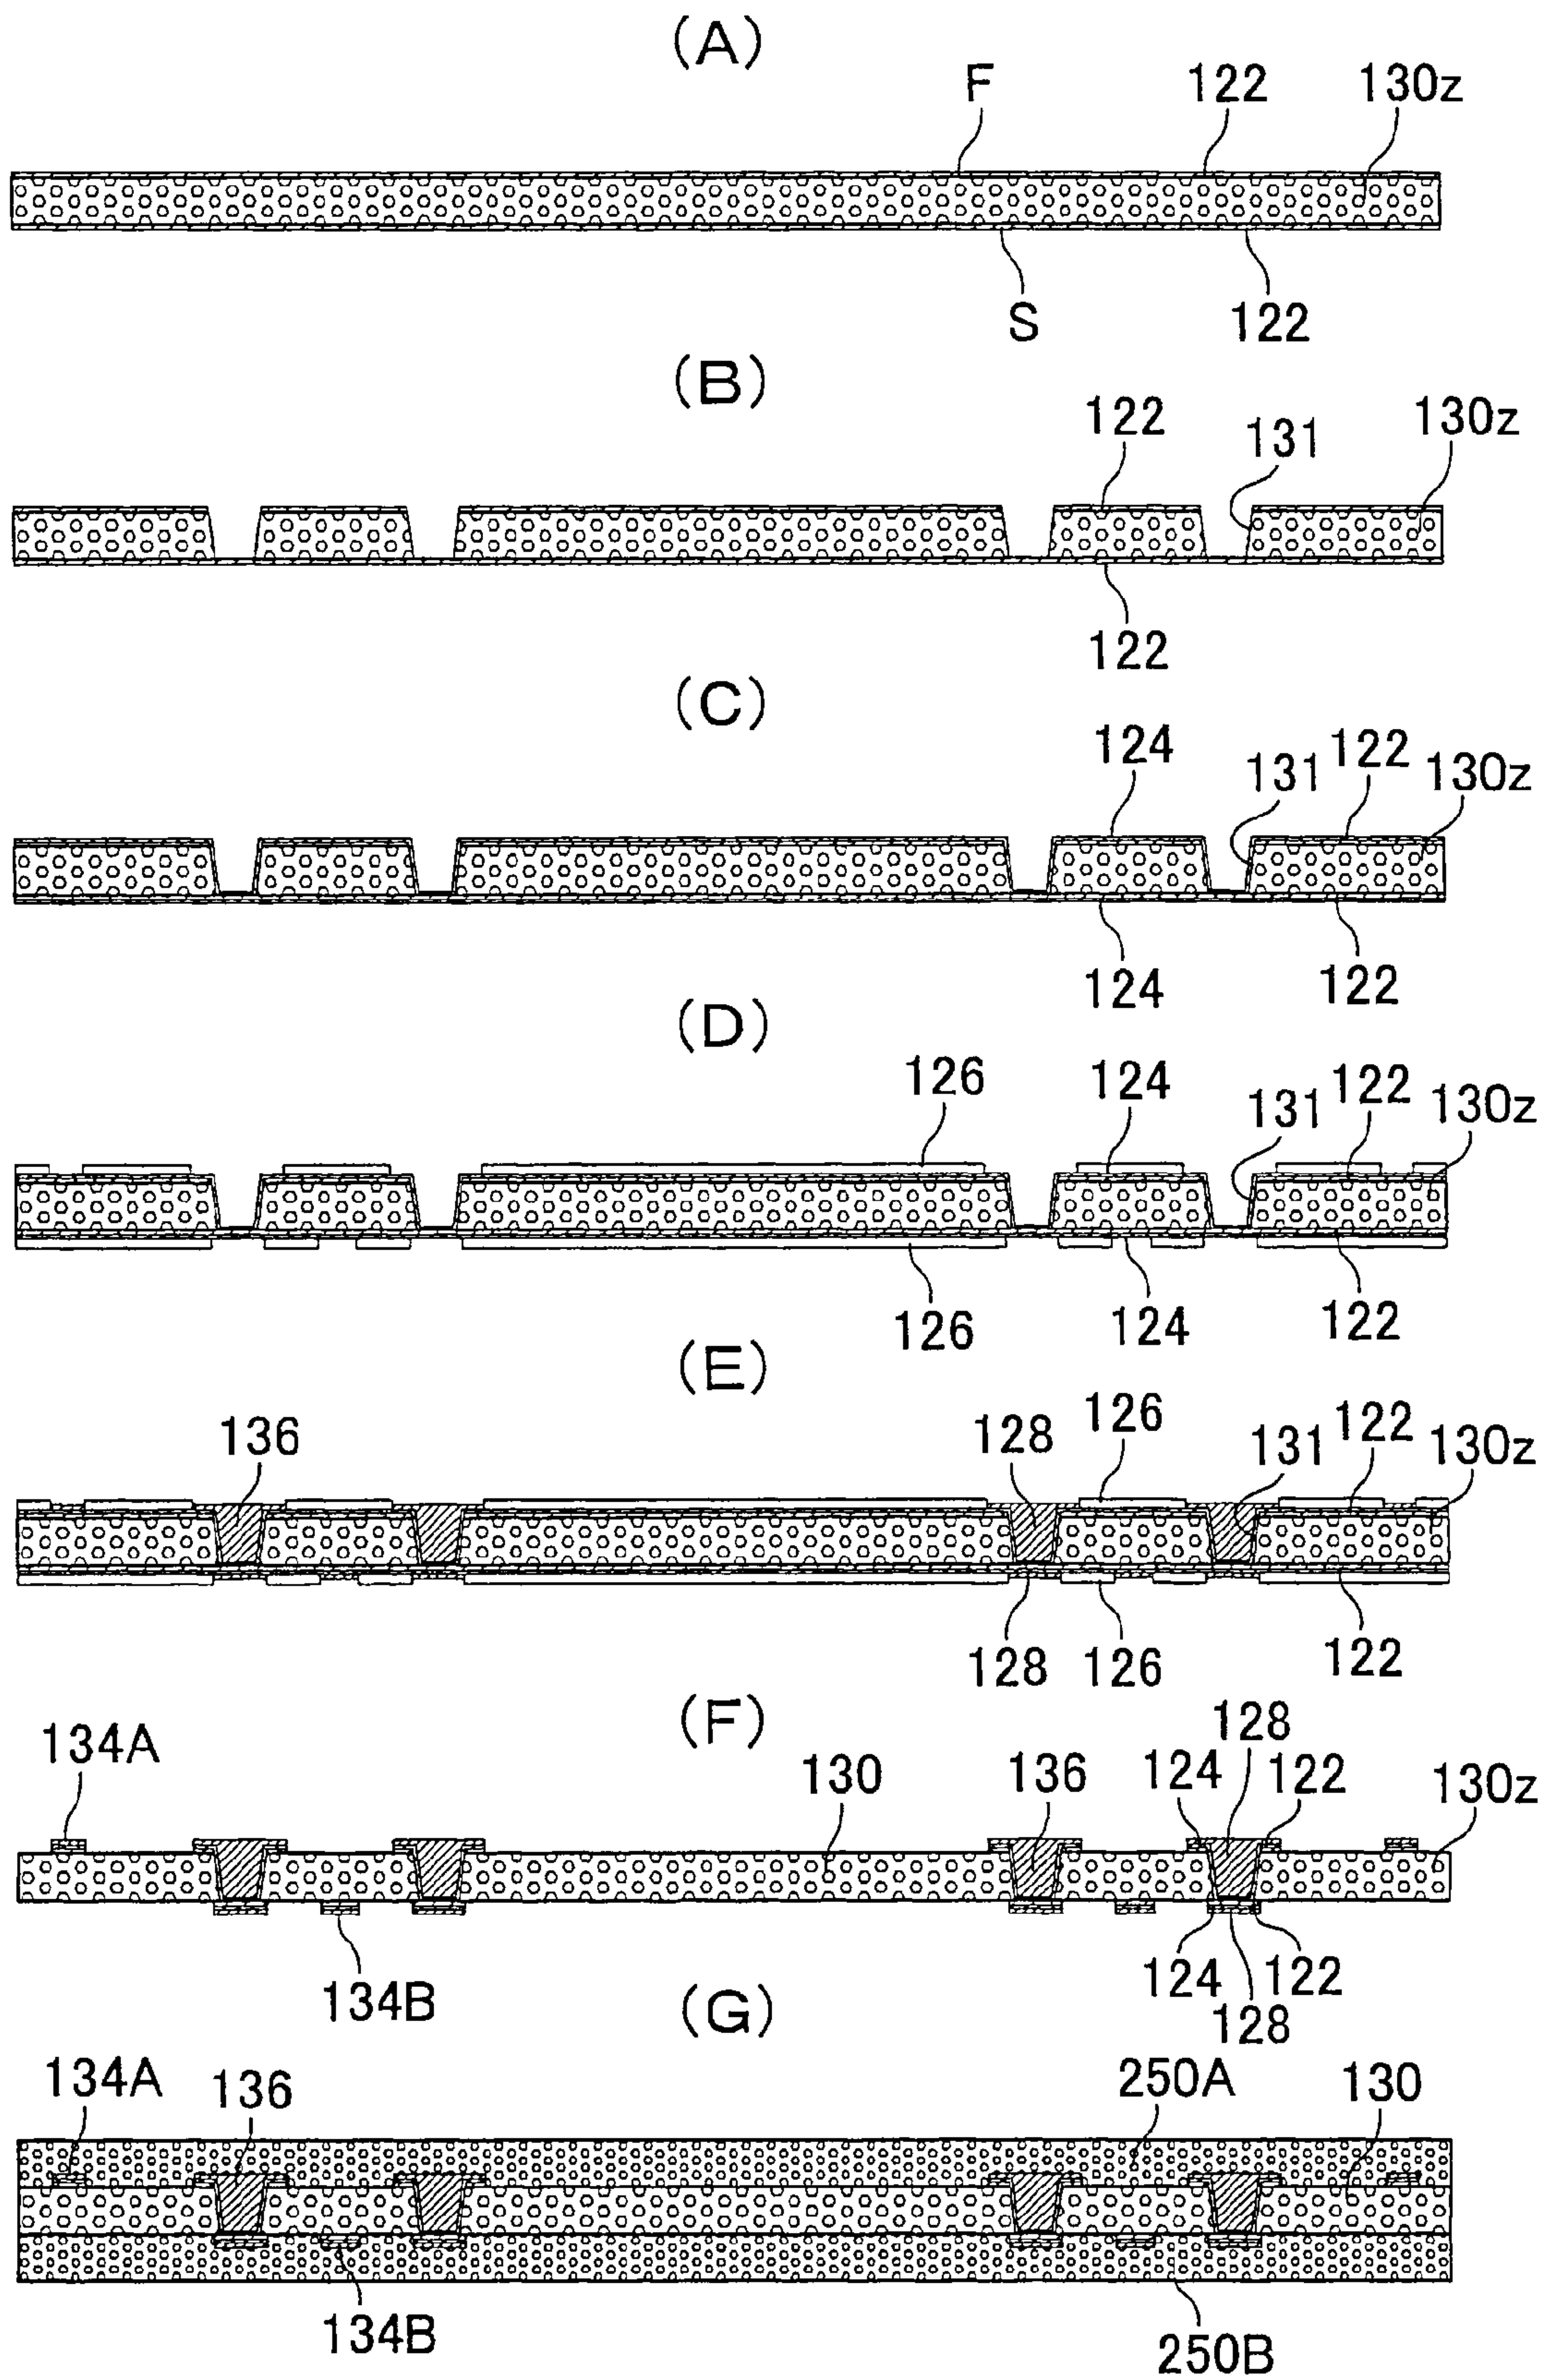 (A)
F 122 130z
S 122
(B)
122 131 130z
122
(C)
124 131 122 130z
124 122
(D)
126 124 131 122 130z
126 124 122
(E)
136 128 126 131 122 130z
128 126 122
(F)
134A 130 136 124 128 122 130z
134B 124 128 122
(G)
134A 136 250A 130
134B 250B